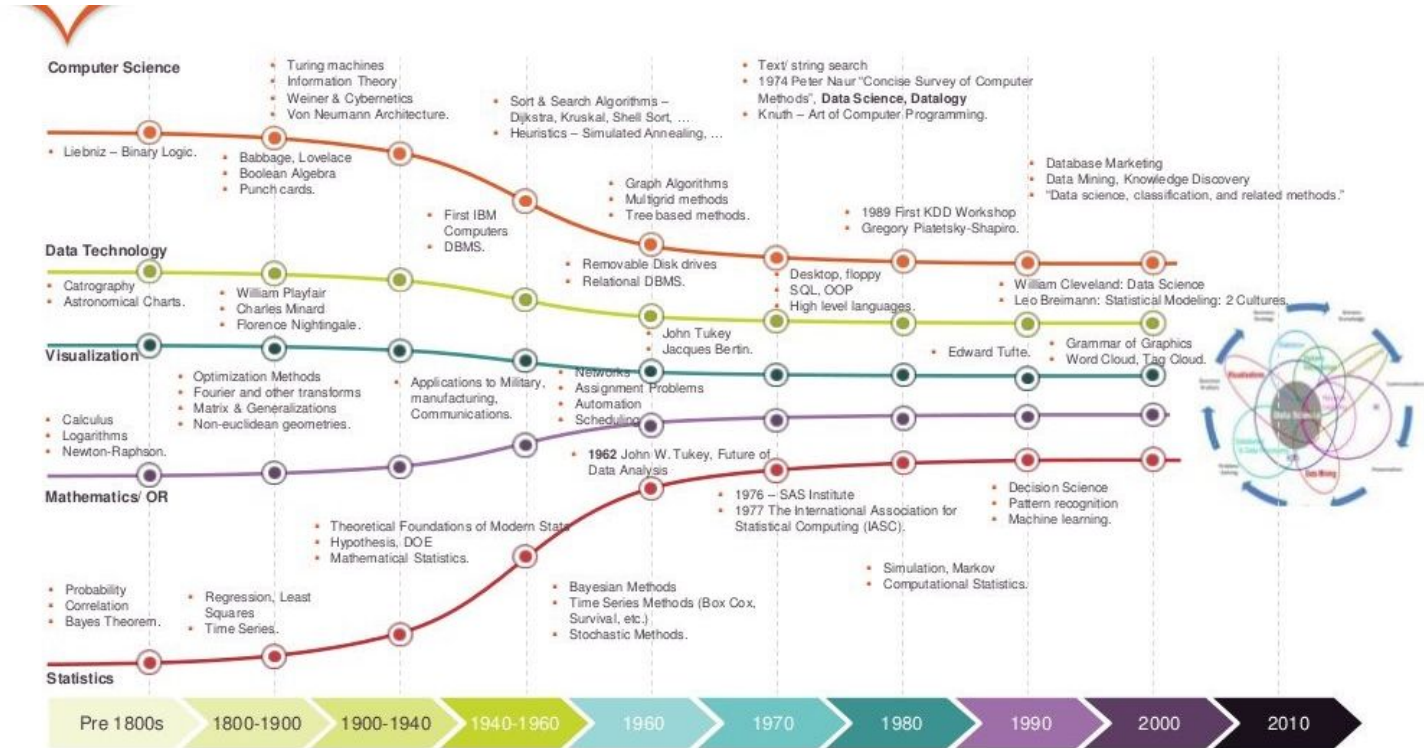 Computer Science
Turing machines
Information Theory
Weiner & Cybernetics
Von Neumann Architecture.
Text/ string search
1974 Peter Naur "Concise Survey of Computer
Methods", Data Science, Datalogy
Knuth – Art of Computer Programming.
Sort & Search Algorithms –
Dijkstra, Kruskal, Shell Sort, …
Heuristics – Simulated Annealing, …
Liebniz – Binary Logic.
Babbage, Lovelace
Boolean Algebra
Punch cards.
Database Marketing
Data Mining, Knowledge Discovery
"Data science, classification, and related methods."
Graph Algorithms
Multigrid methods
Tree based methods.
First IBM
Computers
DBMS.
1989 First KDD Workshop
Gregory Piatetsky-Shapiro.
Data Technology
Removable Disk drives
Relational DBMS.
Desktop, floppy
SQL, OOP
High level languages.
William Cleveland: Data Science
Leo Breimann: Statistical Modeling: 2 Cultures.
Catrography
Astronomical Charts.
William Playfair
Charles Minard
Florence Nightingale.
John Tukey
Jacques Bertin.
Edward Tufte.
Grammar of Graphics
Word Cloud, Tag Cloud.
Visualization
Optimization Methods
Fourier and other transforms
Matrix & Generalizations
Non-euclidean geometries.
Applications to Military,
manufacturing,
Communications.
Networks
Assignment Problems
Automation
Scheduling
Calculus
Logarithms
Newton-Raphson.
1962 John W. Tukey, Future of
Data Analysis
Mathematics/ OR
1976 – SAS Institute
1977 The International Association for
Statistical Computing (IASC).
Decision Science
Pattern recognition
Machine learning.
Theoretical Foundations of Modern Stats
Hypothesis, DOE
Mathematical Statistics.
Simulation, Markov
Computational Statistics.
Probability
Correlation
Bayes Theorem.
Regression, Least
Squares
Time Series.
Bayesian Methods
Time Series Methods (Box Cox,
Survival, etc.)
Stochastic Methods.
Statistics
Data Science
Data Mining
Pre 1800s
1800-1900
1900-1940
1940-1960
1960
1970
1980
1990
2000
2010